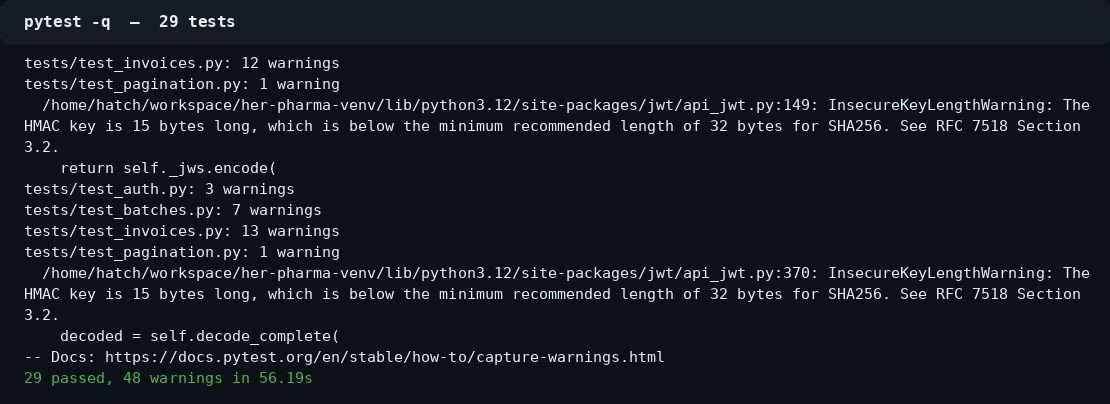 pytest -q  —  29 tests
tests/test_invoices.py: 12 warnings
tests/test_pagination.py: 1 warning
  /home/hatch/workspace/her-pharma-venv/lib/python3.12/site-packages/jwt/api_jwt.py:149: InsecureKeyLengthWarning: The
HMAC key is 15 bytes long, which is below the minimum recommended length of 32 bytes for SHA256. See RFC 7518 Section
3.2.
    return self._jws.encode(
tests/test_auth.py: 3 warnings
tests/test_batches.py: 7 warnings
tests/test_invoices.py: 13 warnings
tests/test_pagination.py: 1 warning
  /home/hatch/workspace/her-pharma-venv/lib/python3.12/site-packages/jwt/api_jwt.py:370: InsecureKeyLengthWarning: The
HMAC key is 15 bytes long, which is below the minimum recommended length of 32 bytes for SHA256. See RFC 7518 Section
3.2.
    decoded = self.decode_complete(
-- Docs: https://docs.pytest.org/en/stable/how-to/capture-warnings.html
29 passed, 48 warnings in 56.19s